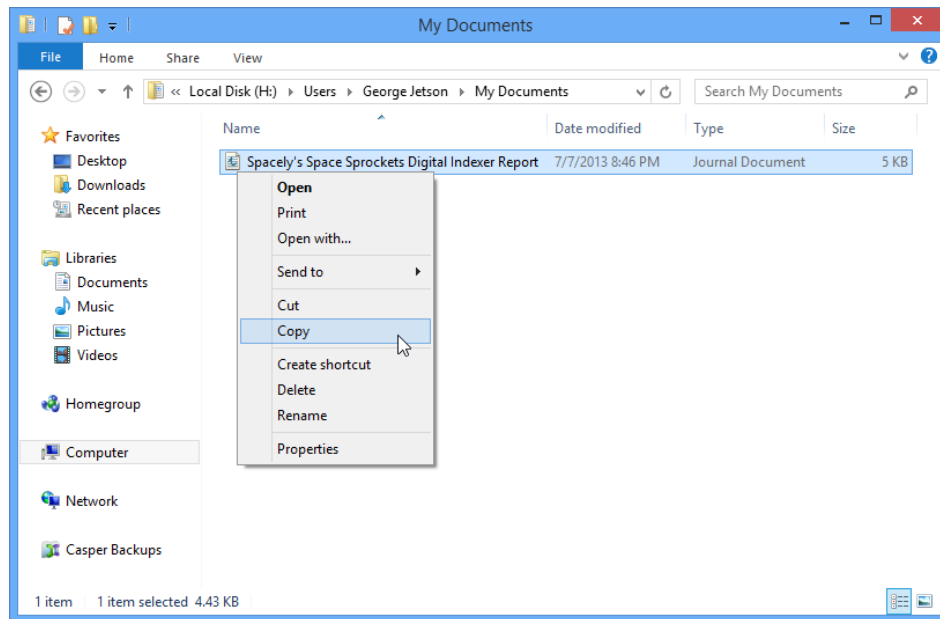 My Documents
File Home Share View
« Local Disk (H:) Users George Jetson My Documents Search My Documents
Name Date modified Type Size
Spacely's Space Sprockets Digital Indexer Report 7/7/2013 8:46 PM Journal Document 5 KB
Favorites
Desktop
Downloads
Recent places
Libraries
Documents
Music
Pictures
Videos
Homegroup
Computer
Network
Casper Backups
Open
Print
Open with...
Send to
Cut
Copy
Create shortcut
Delete
Rename
Properties
1 item 1 item selected 4.43 KB